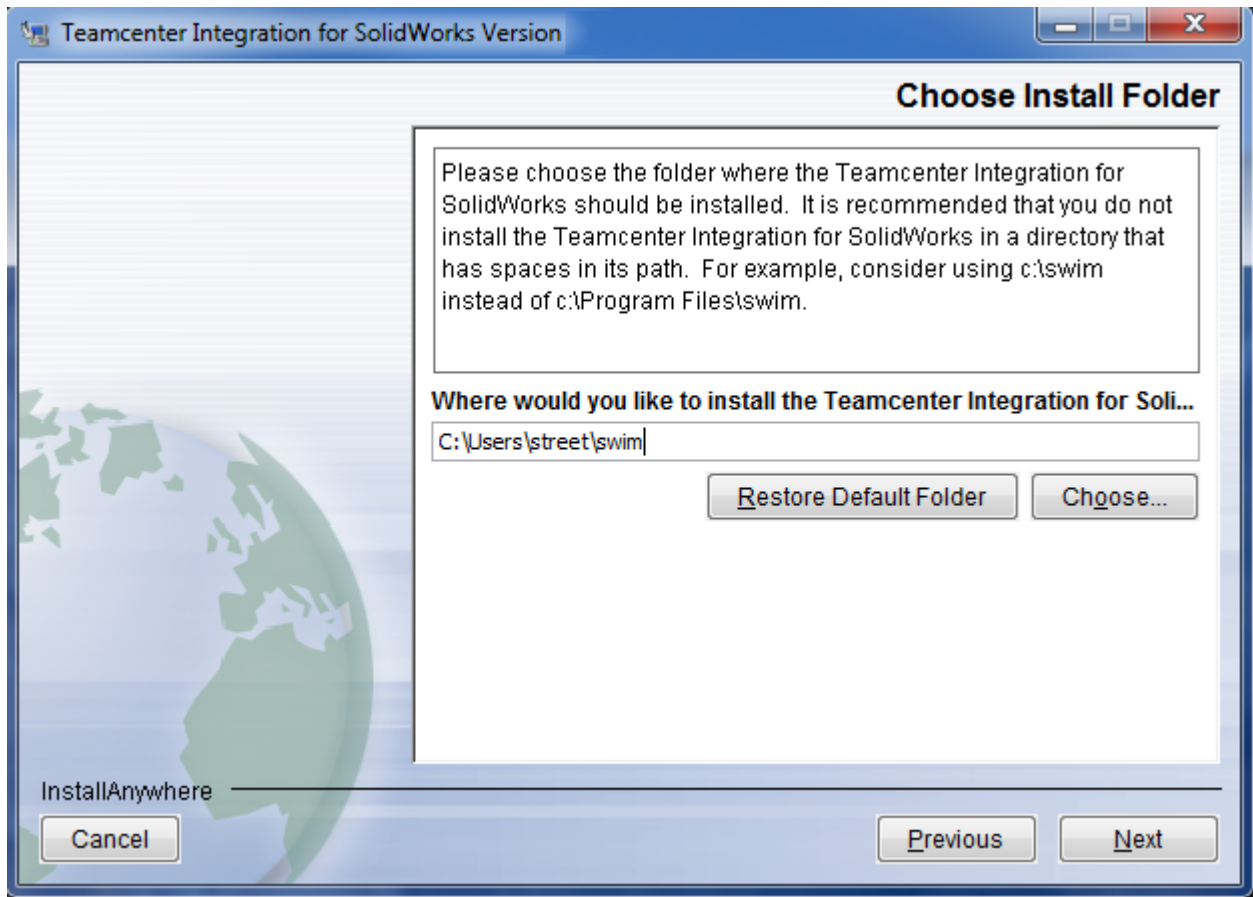 Teamcenter Integration for SolidWorks Version
Choose Install Folder
Please choose the folder where the Teamcenter Integration for
SolidWorks should be installed.  It is recommended that you do not
install the Teamcenter Integration for SolidWorks in a directory that
has spaces in its path.  For example, consider using c:\swim
instead of c:\Program Files\swim.
Where would you like to install the Teamcenter Integration for Soli...
C:\Users\street\swim
Restore Default Folder
Choose...
InstallAnywhere
Cancel
Previous
Next